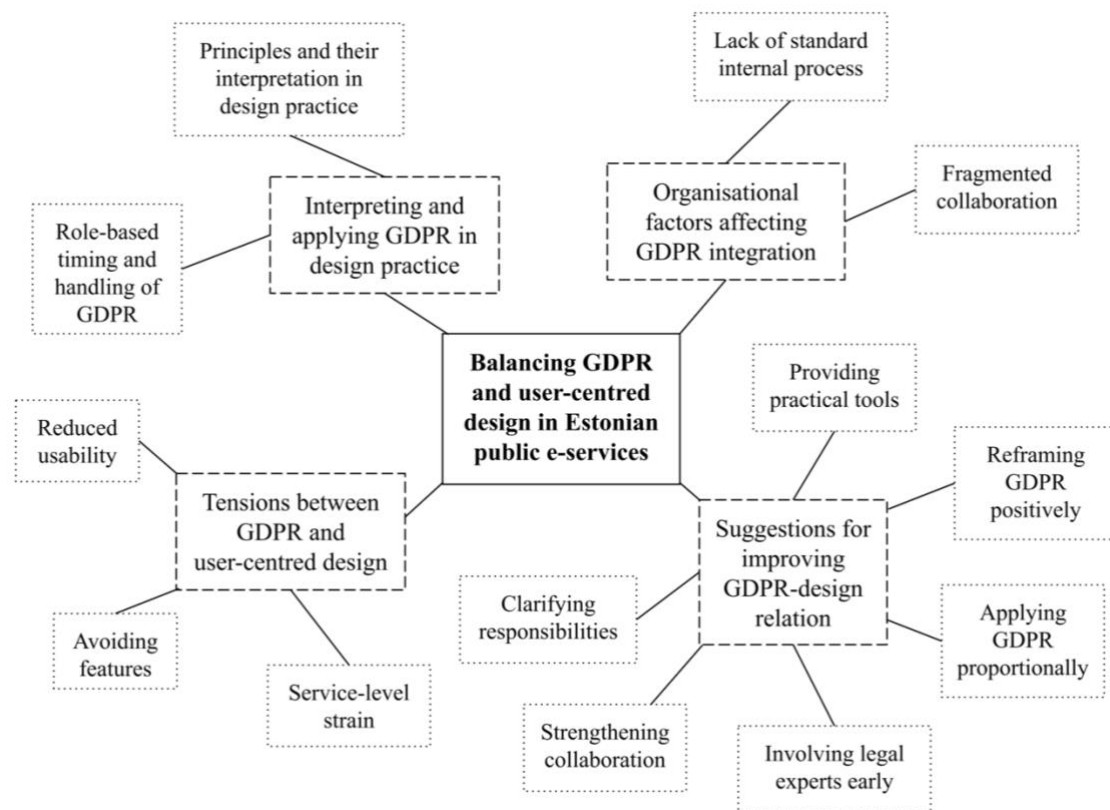 Principles and their
interpretation in
design practice
Lack of standard
internal process
Fragmented
collaboration
Interpreting and
applying GDPR in
design practice
Organisational
factors affecting
GDPR integration
Role-based
timing and
handling of
GDPR
Balancing GDPR
and user-centred
design in Estonian
public e-services
Providing
practical tools
Reduced
usability
Reframing
GDPR
positively
Tensions between
GDPR and
user-centred design
Suggestions for
improving
GDPR-design
relation
Clarifying
responsibilities
Applying
GDPR
proportionally
Avoiding
features
Service-level
strain
Strengthening
collaboration
Involving legal
experts early